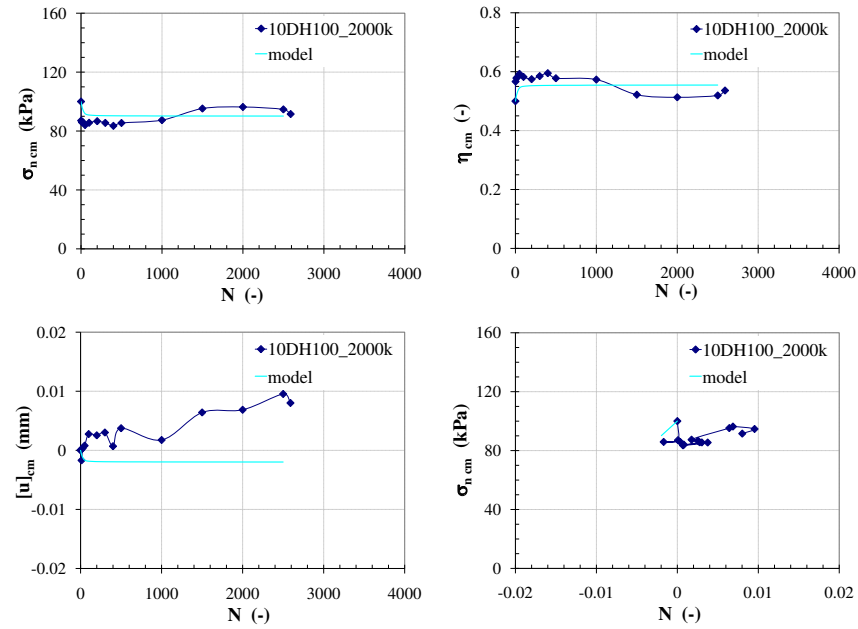 160
120
80
40
0
σn cm (kPa)
0 1000 2000 3000 4000
N (-)
10DH100_2000k
model
0.8
0.6
0.4
0.2
0
ηcm (-)
0 1000 2000 3000 4000
N (-)
10DH100_2000k
model
0.02
0.01
0
-0.01
-0.02
[u]cm (mm)
0 1000 2000 3000 4000
N (-)
10DH100_2000k
model
160
120
80
40
0
σn cm (kPa)
-0.02 -0.01 0 0.01 0.02
N (-)
10DH100_2000k
model